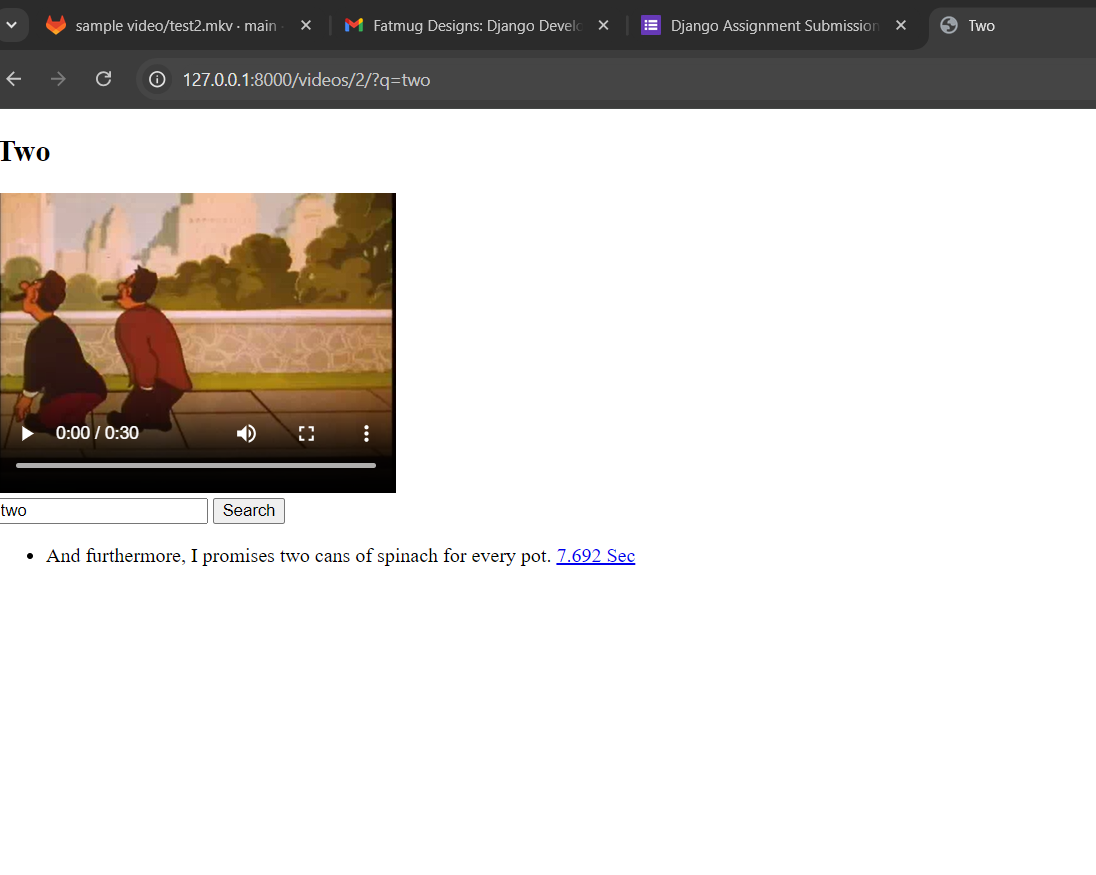 sample video/test2.mkv · main
Fatmug Designs: Django Develo
Django Assignment Submission
Two
127.0.0.1:8000/videos/2/?q=two
Two
0:00 / 0:30
two
Search
And furthermore, I promises two cans of spinach for every pot. 7.692 Sec